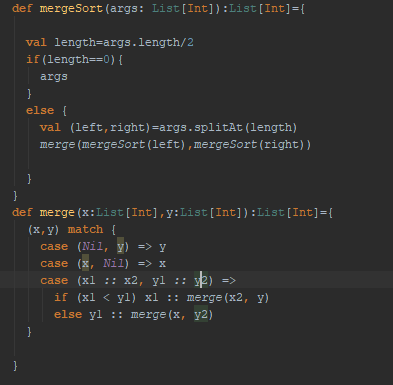 def mergeSort(args: List[Int]):List[Int]={
val length=args.length/2
if(length==0){
args
}
else {
val (left,right)=args.splitAt(length)
merge(mergeSort(left),mergeSort(right))
}
}
def merge(x:List[Int],y:List[Int]):List[Int]={
(x,y) match {
case (Nil, y) => y
case (x, Nil) => x
case (x1 :: x2, y1 :: y2) =>
if (x1 < y1) x1 :: merge(x2, y)
else y1 :: merge(x, y2)
}
}